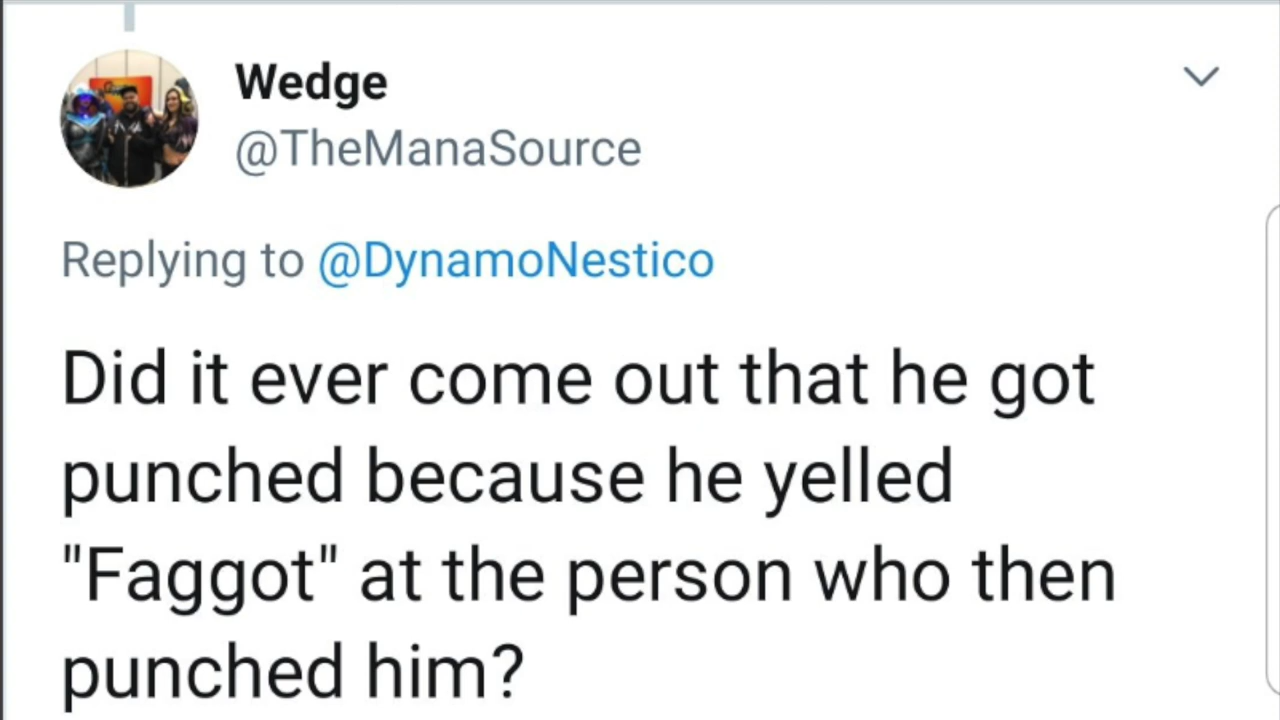 Wedge
@TheManaSource
Replying to @DynamoNestico
Did it ever come out that he got
punched because he yelled
"Faggot" at the person who then
punched him?